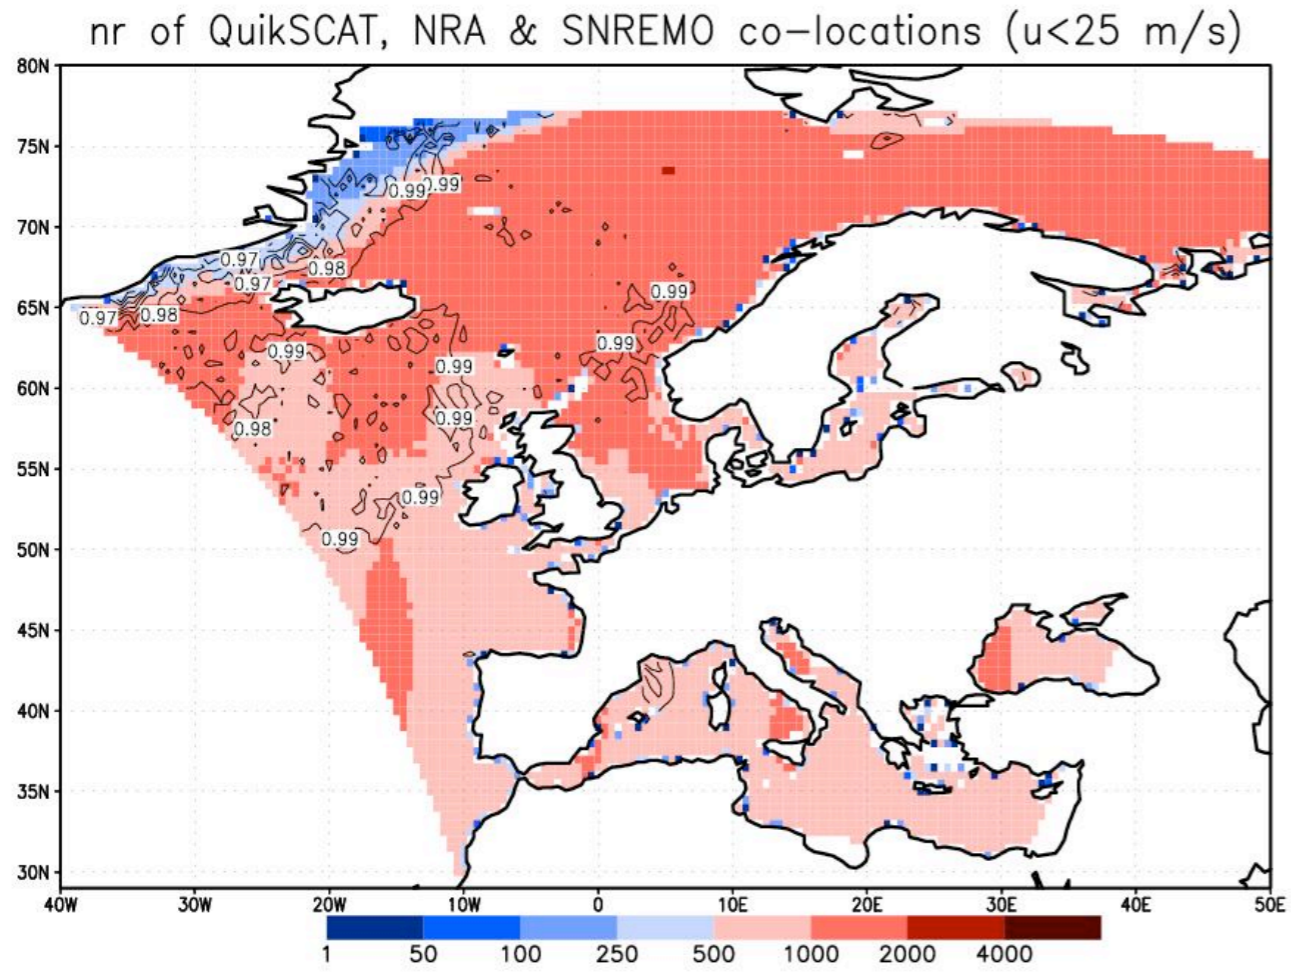 nr of QuikSCAT, NRA & SNREMO co-locations (u<25 m/s)
80N
75N
0.99
0.99
70N
0.97
0.98
0.97
0.99
65N
0.97
0.98
0.99
0.99
0.99
60N
0.99
0.98
55N
0.99
0.99
50N
45N
40N
35N
30N
40W 30W 20W 10W 0 10E 20E 30E 40E 50E
1 50 100 250 500 1000 2000 4000